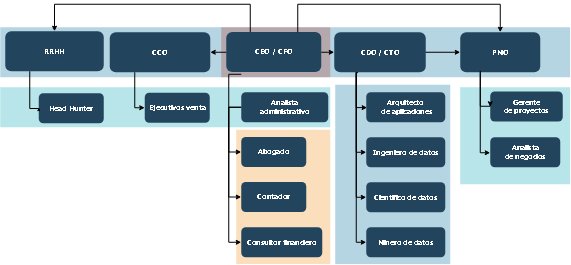 RRHH
CCO
CEO / CFO
CDO / CTO
PMO
Head Hunter
Ejecutivos venta
Analista
administrativo
Arquitecto
de aplicaciones
Gerente
de proyectos
Abogado
Ingeniero de datos
Analista
de negocios
Contador
Científico de datos
Consultor financiero
Minero de datos